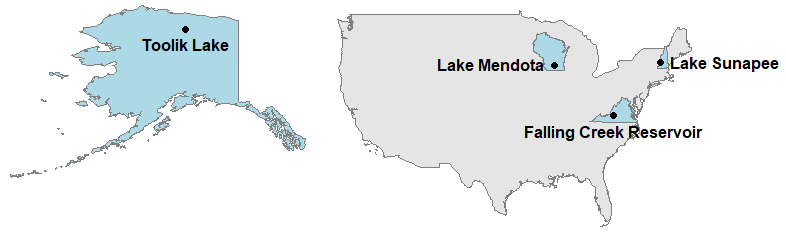 Toolik Lake
Lake Mendota
Lake Sunapee
Falling Creek Reservoir